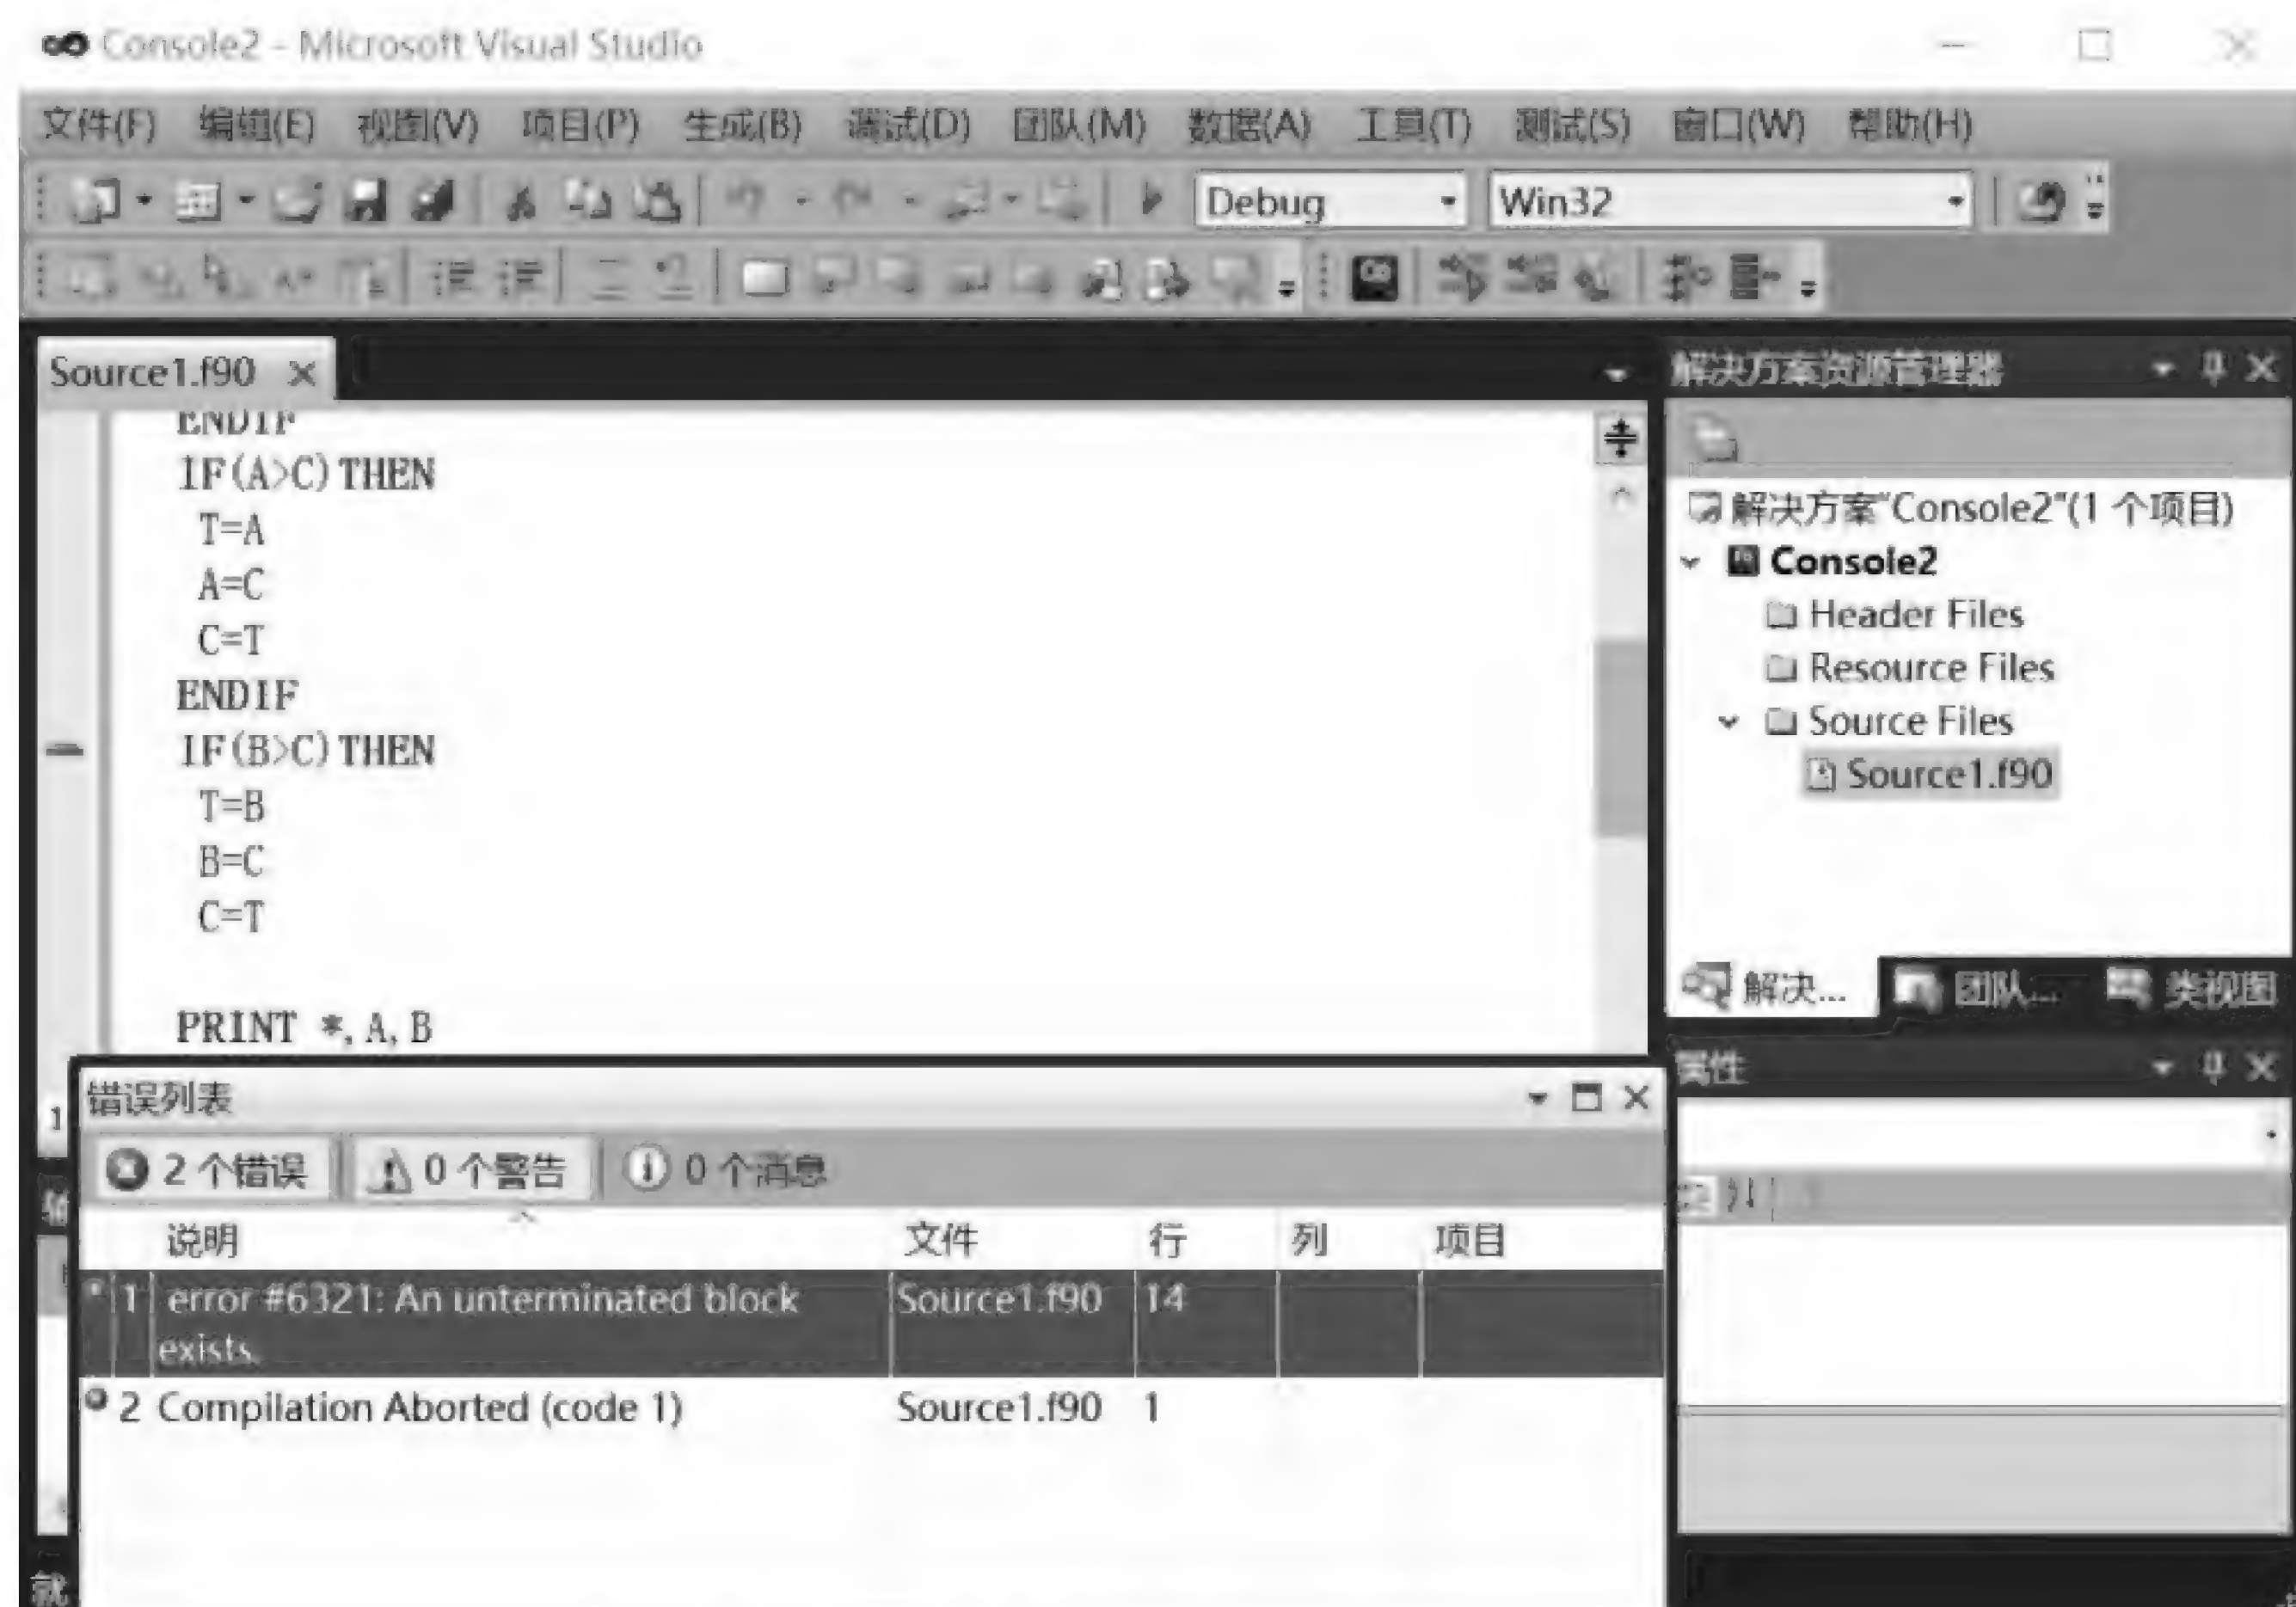 Console2 - Microsoft Visual Studio
文件(F) 编辑(E) 视图(V) 项目(P) 生成(B) 调试(D) 团队(M) 数据(A) 工具(T) 测试(S) 窗口(W) 帮助(H)
Debug Win32
Source1.f90
ENDIF
IF(A>C)THEN
T=A
A=C
C=T
ENDIF
IF(B>C)THEN
T=B
B=C
C=T
PRINT *,A,B
解决方案资源管理器
解决方案"Console2"(1 个项目)
Console2
Header Files
Resource Files
Source Files
Source1.f90
解决... 团队... 类视图
属性
1
错误列表
2 个错误 0 个警告 0 个消息
说明 文件 行 列 项目
1 error #6321: An unterminated block exists. Source1.f90 14
2 Compilation Aborted (code 1) Source1.f90 1
就